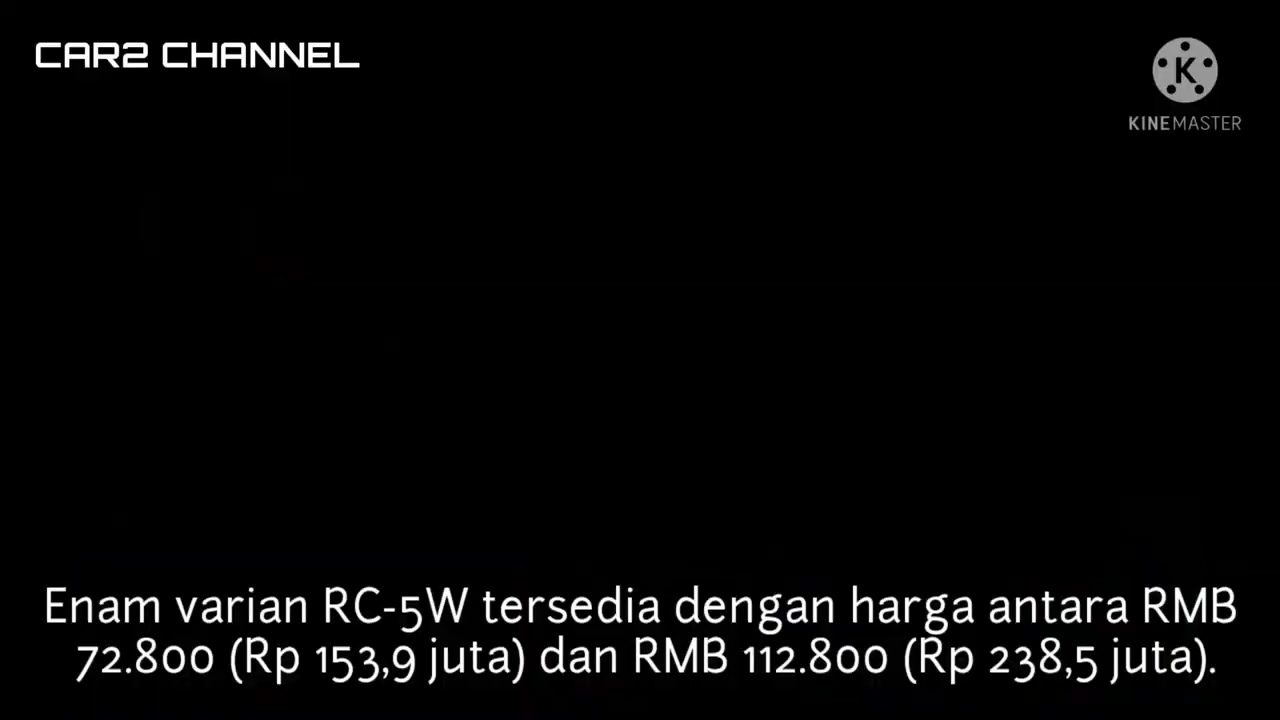 CAR2 CHANNEL
K
KINEMASTER
Enam varian RC-5W tersedia dengan harga antara RMB
72.800 (Rp 153,9 juta) dan RMB 112.800 (Rp 238,5 juta).